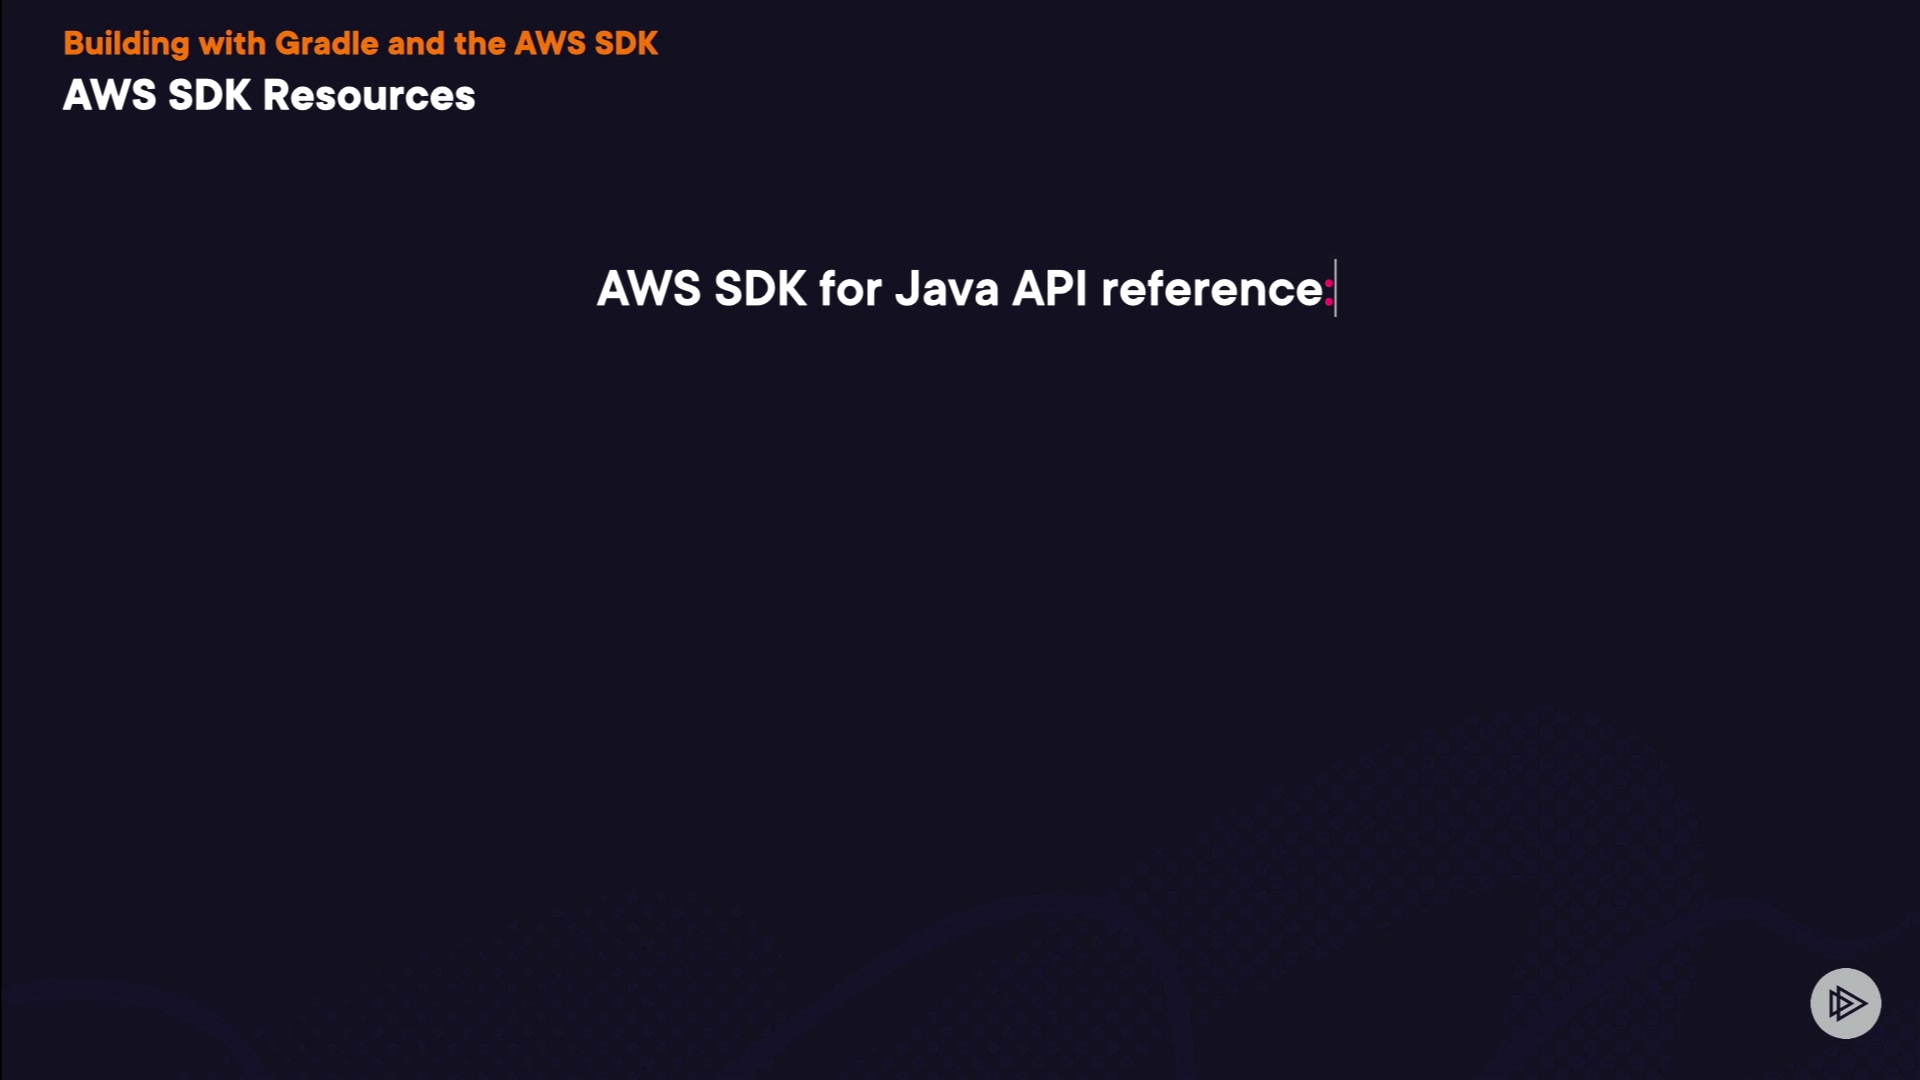 Building with Gradle and the AWS SDK
AWS SDK Resources
AWS SDK for Java API reference: